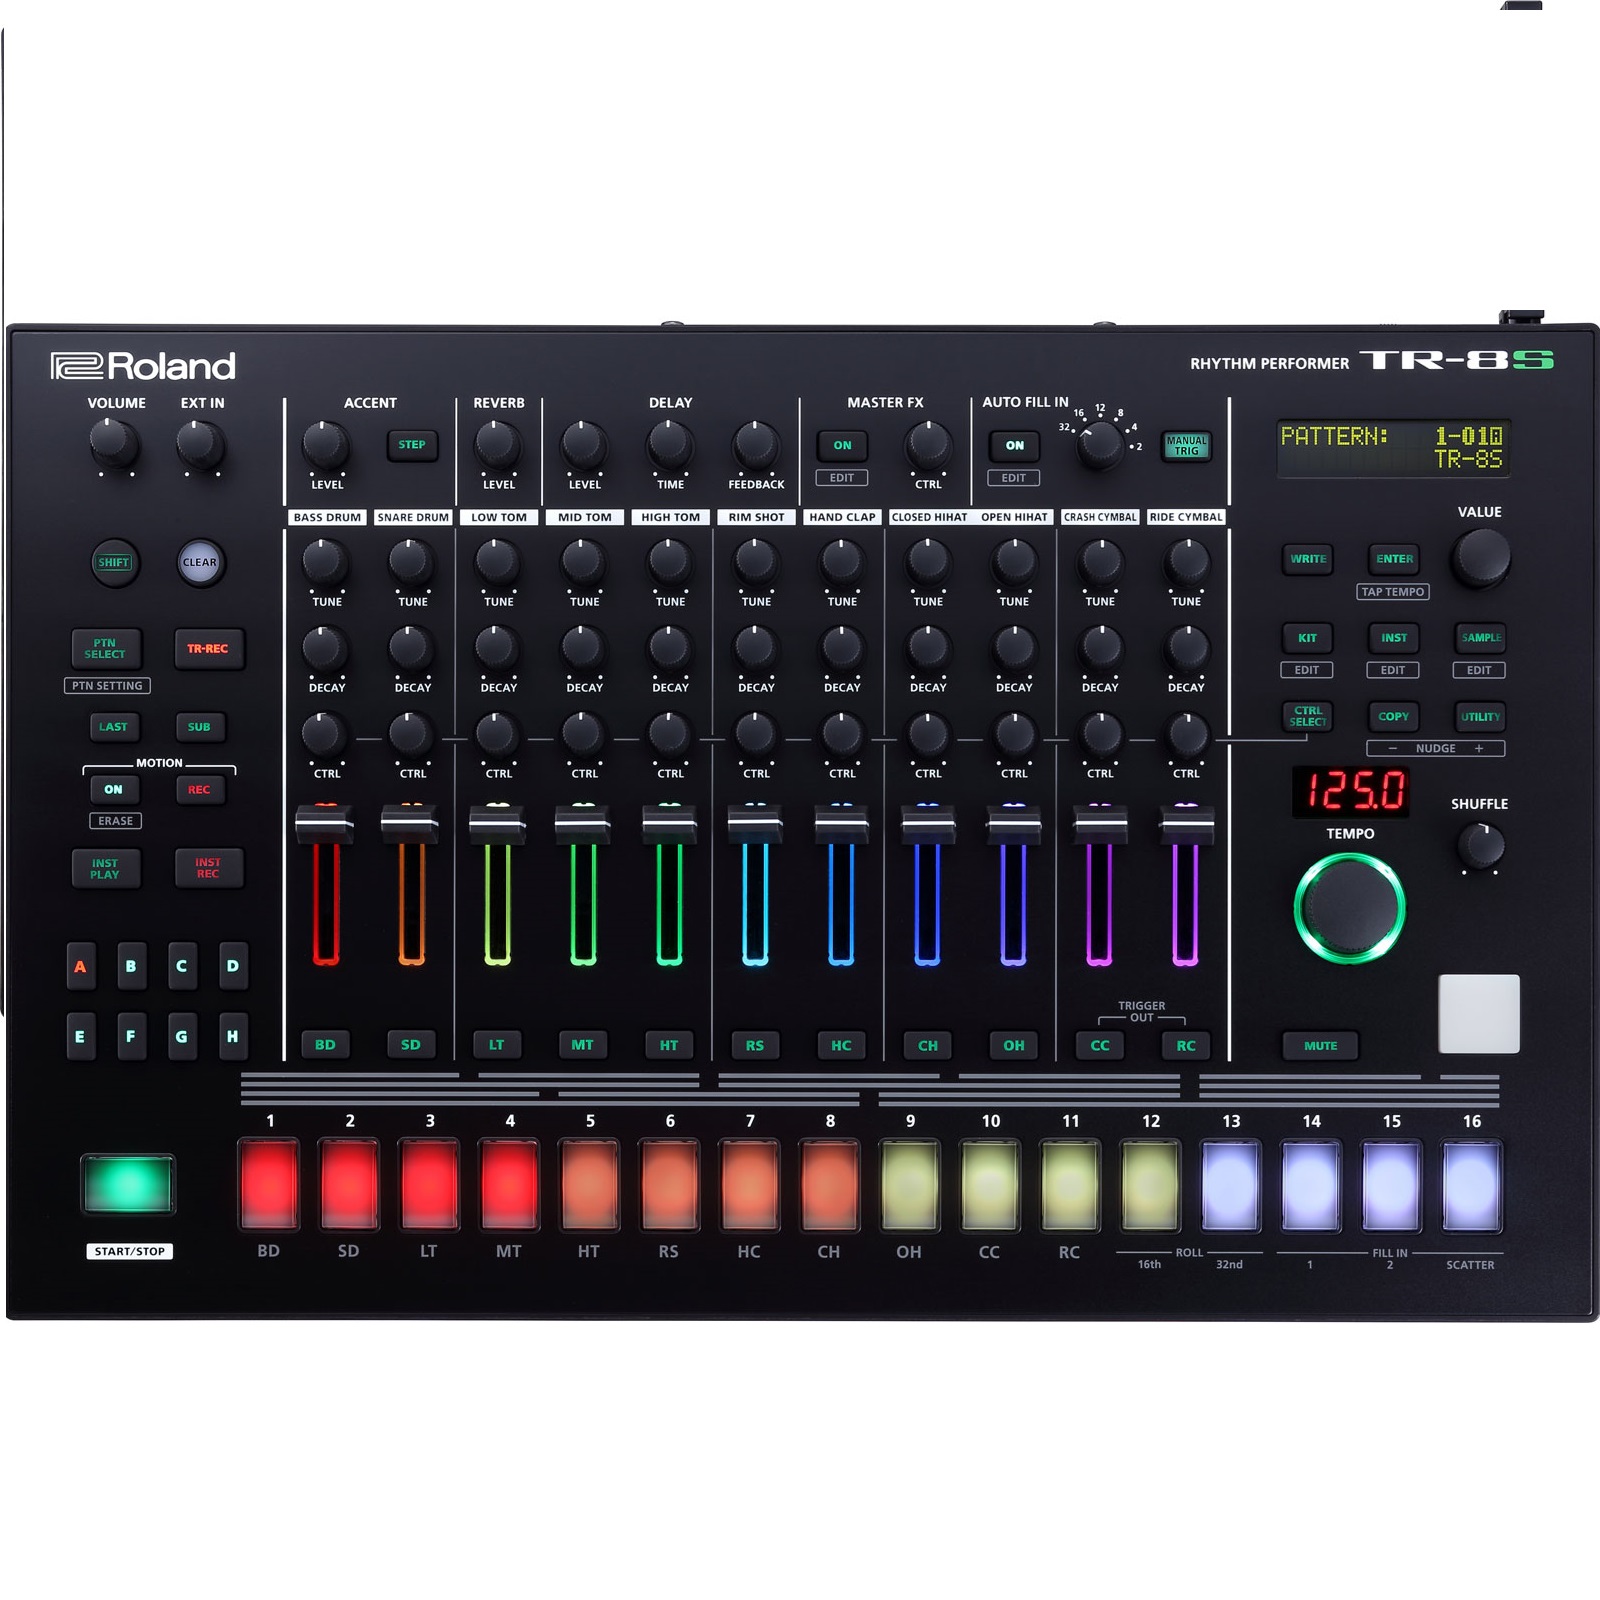 Roland
RHYTHM PERFORMER TR-8S
VOLUME EXT IN ACCENT REVERB DELAY MASTER FX AUTO FILL IN
32 16 12 8 4 2
STEP ON ON MANUAL TRIG
LEVEL LEVEL LEVEL TIME FEEDBACK EDIT CTRL EDIT
PATTERN: 1-01
TR-8S
BASS DRUM SNARE DRUM LOW TOM MID TOM HIGH TOM RIM SHOT HAND CLAP CLOSED HIHAT OPEN HIHAT CRASH CYMBAL RIDE CYMBAL
VALUE
SHIFT CLEAR
WRITE ENTER
TAP TEMPO
TUNE TUNE TUNE TUNE TUNE TUNE TUNE TUNE TUNE TUNE TUNE
PTN SELECT TR-REC
PTN SETTING
KIT INST SAMPLE
EDIT EDIT EDIT
DECAY DECAY DECAY DECAY DECAY DECAY DECAY DECAY DECAY DECAY DECAY
LAST SUB
CTRL SELECT COPY UTILITY
− NUDGE +
MOTION
ON REC
ERASE
CTRL CTRL CTRL CTRL CTRL CTRL CTRL CTRL CTRL CTRL CTRL
125.0
TEMPO
SHUFFLE
INST PLAY INST REC
A B C D
E F G H
TRIGGER OUT
BD SD LT MT HT RS HC CH OH CC RC
MUTE
1 2 3 4 5 6 7 8 9 10 11 12 13 14 15 16
START/STOP
BD SD LT MT HT RS HC CH OH CC RC
ROLL
16th 32nd
FILL IN
1 2
SCATTER